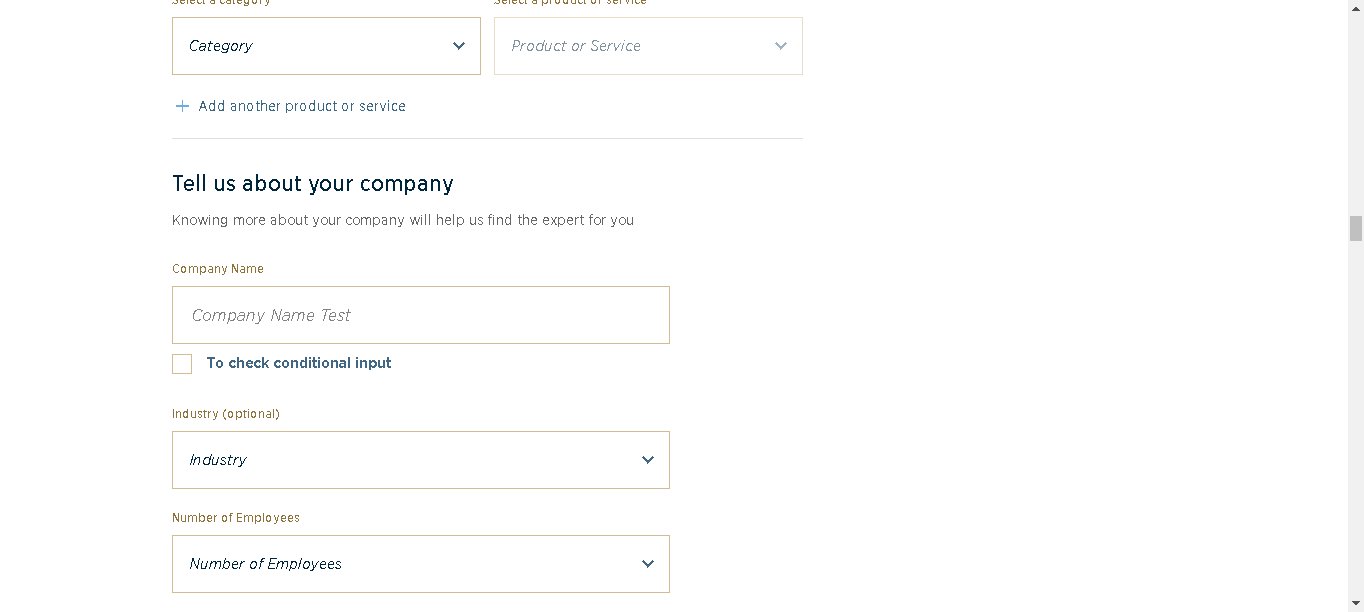 Select a category Select a product or service
Category Product or Service
Add another product or service
Tell us about your company
Knowing more about your company will help us find the expert for you
Company Name
Company Name Test
To check conditional input
Industry (optional)
Industry
Number of Employees
Number of Employees